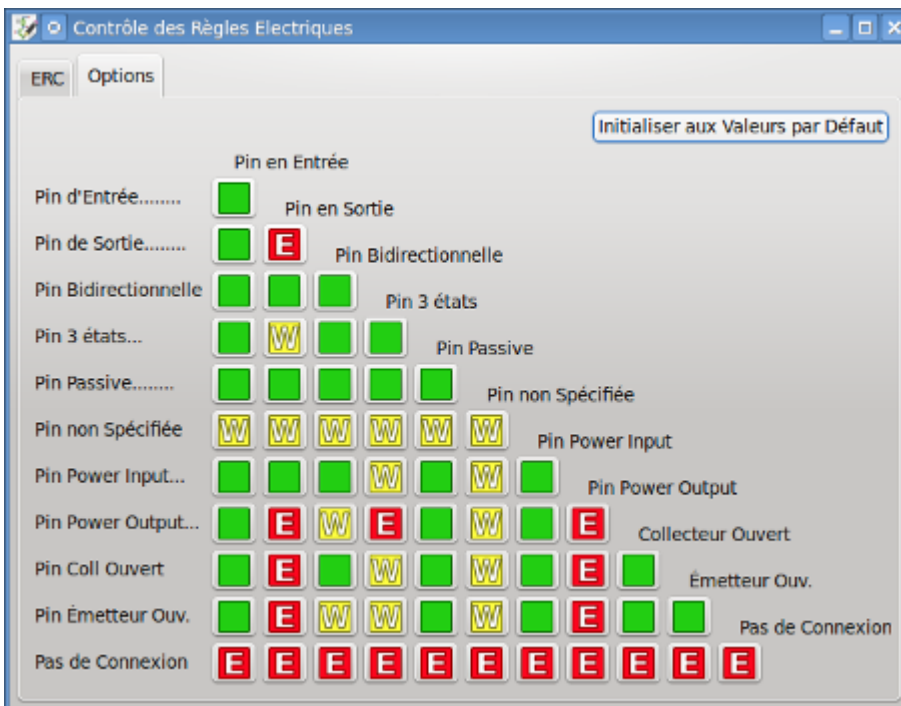 Contrôle des Règles Electriques
ERC Options
Initialiser aux Valeurs par Défaut
Pin en Entrée
Pin d'Entrée........
Pin en Sortie
Pin de Sortie........ E
Pin Bidirectionnelle
Pin Bidirectionnelle
Pin 3 états
Pin 3 états... W
Pin Passive
Pin Passive........
Pin non Spécifiée
Pin non Spécifiée W W W W W W
Pin Power Input
Pin Power Input... W W
Pin Power Output
Pin Power Output... E W E W E
Collecteur Ouvert
Pin Coll Ouvert E W W E
Émetteur Ouv.
Pin Émetteur Ouv. E W W W E
Pas de Connexion
Pas de Connexion E E E E E E E E E E E